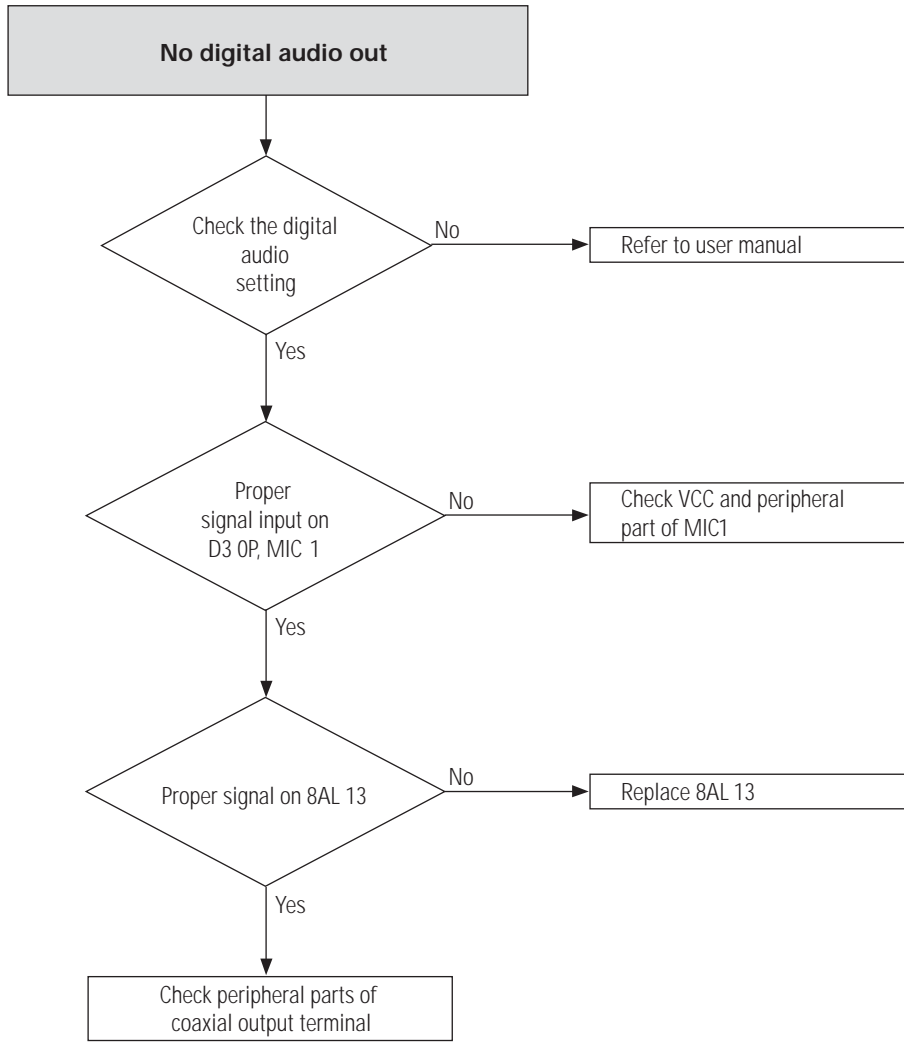 No digital audio out
Check the digital
audio
setting
No
Refer to user manual
Yes
Proper
signal input on
D3 0P, MIC 1
No
Check VCC and peripheral
part of MIC1
Yes
Proper signal on 8AL 13
No
Replace 8AL 13
Yes
Check peripheral parts of
coaxial output terminal